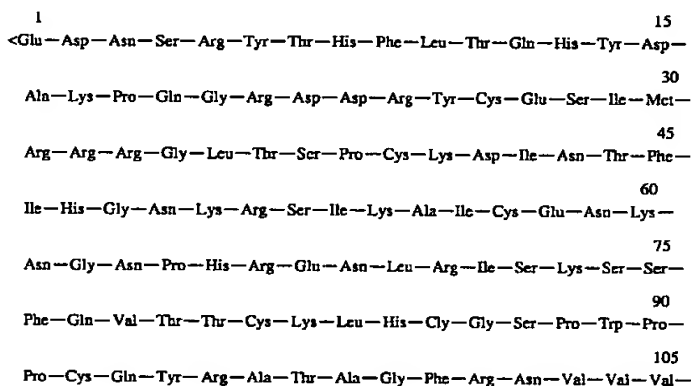 1 15
<Glu—Asp—Asn—Ser—Arg—Tyr—Thr—His—Phe—Leu—Thr—Gln—His—Tyr—Asp—
30
Aln—Lys—Pro—Gln—Gly—Arg—Asp—Asp—Arg—Tyr—Cys—Glu—Ser—Ile—Met—
45
Arg—Arg—Arg—Gly—Leu—Thr—Ser—Pro—Cys—Lys—Asp—Ile—Asn—Thr—Phe—
60
Ile—His—Gly—Asn—Lys—Arg—Ser—Ile—Lys—Ala—Ile—Cys—Glu—Asn—Lys—
75
Asn—Gly—Asn—Pro—His—Arg—Glu—Asn—Leu—Arg—Ile—Ser—Lys—Ser—Ser—
90
Phe—Gln—Val—Thr—Thr—Cys—Lys—Leu—His—Cly—Gly—Ser—Pro—Trp—Pro—
105
Pro—Cys—Gln—Tyr—Arg—Ala—Thr—Ala—Gly—Phe—Arg—Asn—Val—Val—Val—